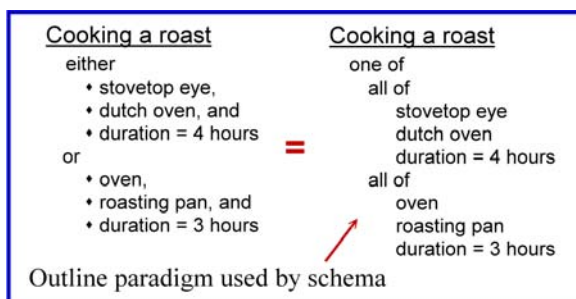 Cooking a roast
either
♦ stovetop eye,
♦ dutch oven, and
♦ duration = 4 hours
or
♦ oven,
♦ roasting pan, and
♦ duration = 3 hours
=
Cooking a roast
one of
all of
stovetop eye
dutch oven
duration = 4 hours
all of
oven
roasting pan
duration = 3 hours
Outline paradigm used by schema